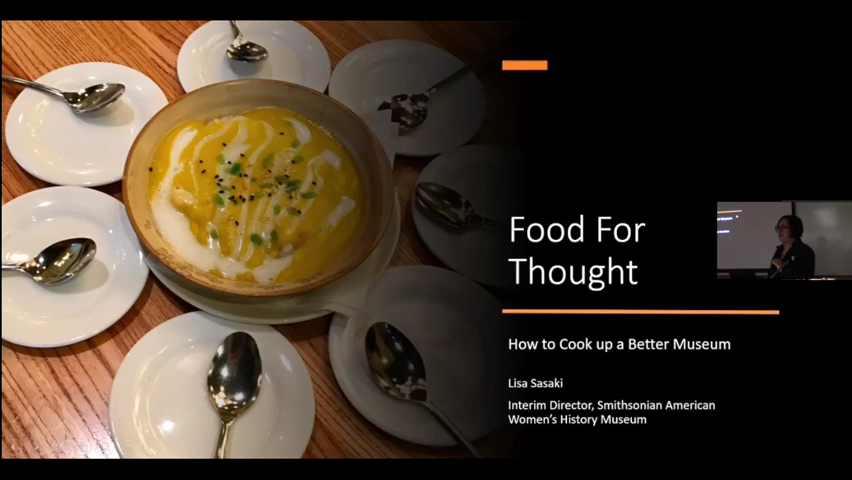 Food For
Thought
How to Cook up a Better Museum
Lisa Sasaki
Interim Director, Smithsonian American
Women's History Museum